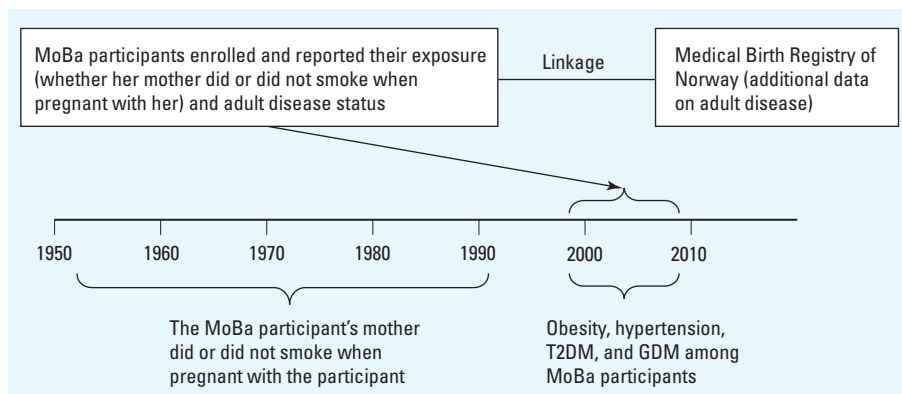 MoBa participants enrolled and reported their exposure
(whether her mother did or did not smoke when
pregnant with her) and adult disease status
Linkage
Medical Birth Registry of
Norway (additional data
on adult disease)
1950
1960
1970
1980
1990
2000
2010
The MoBa participant's mother
did or did not smoke when
pregnant with the participant
Obesity, hypertension,
T2DM, and GDM among
MoBa participants